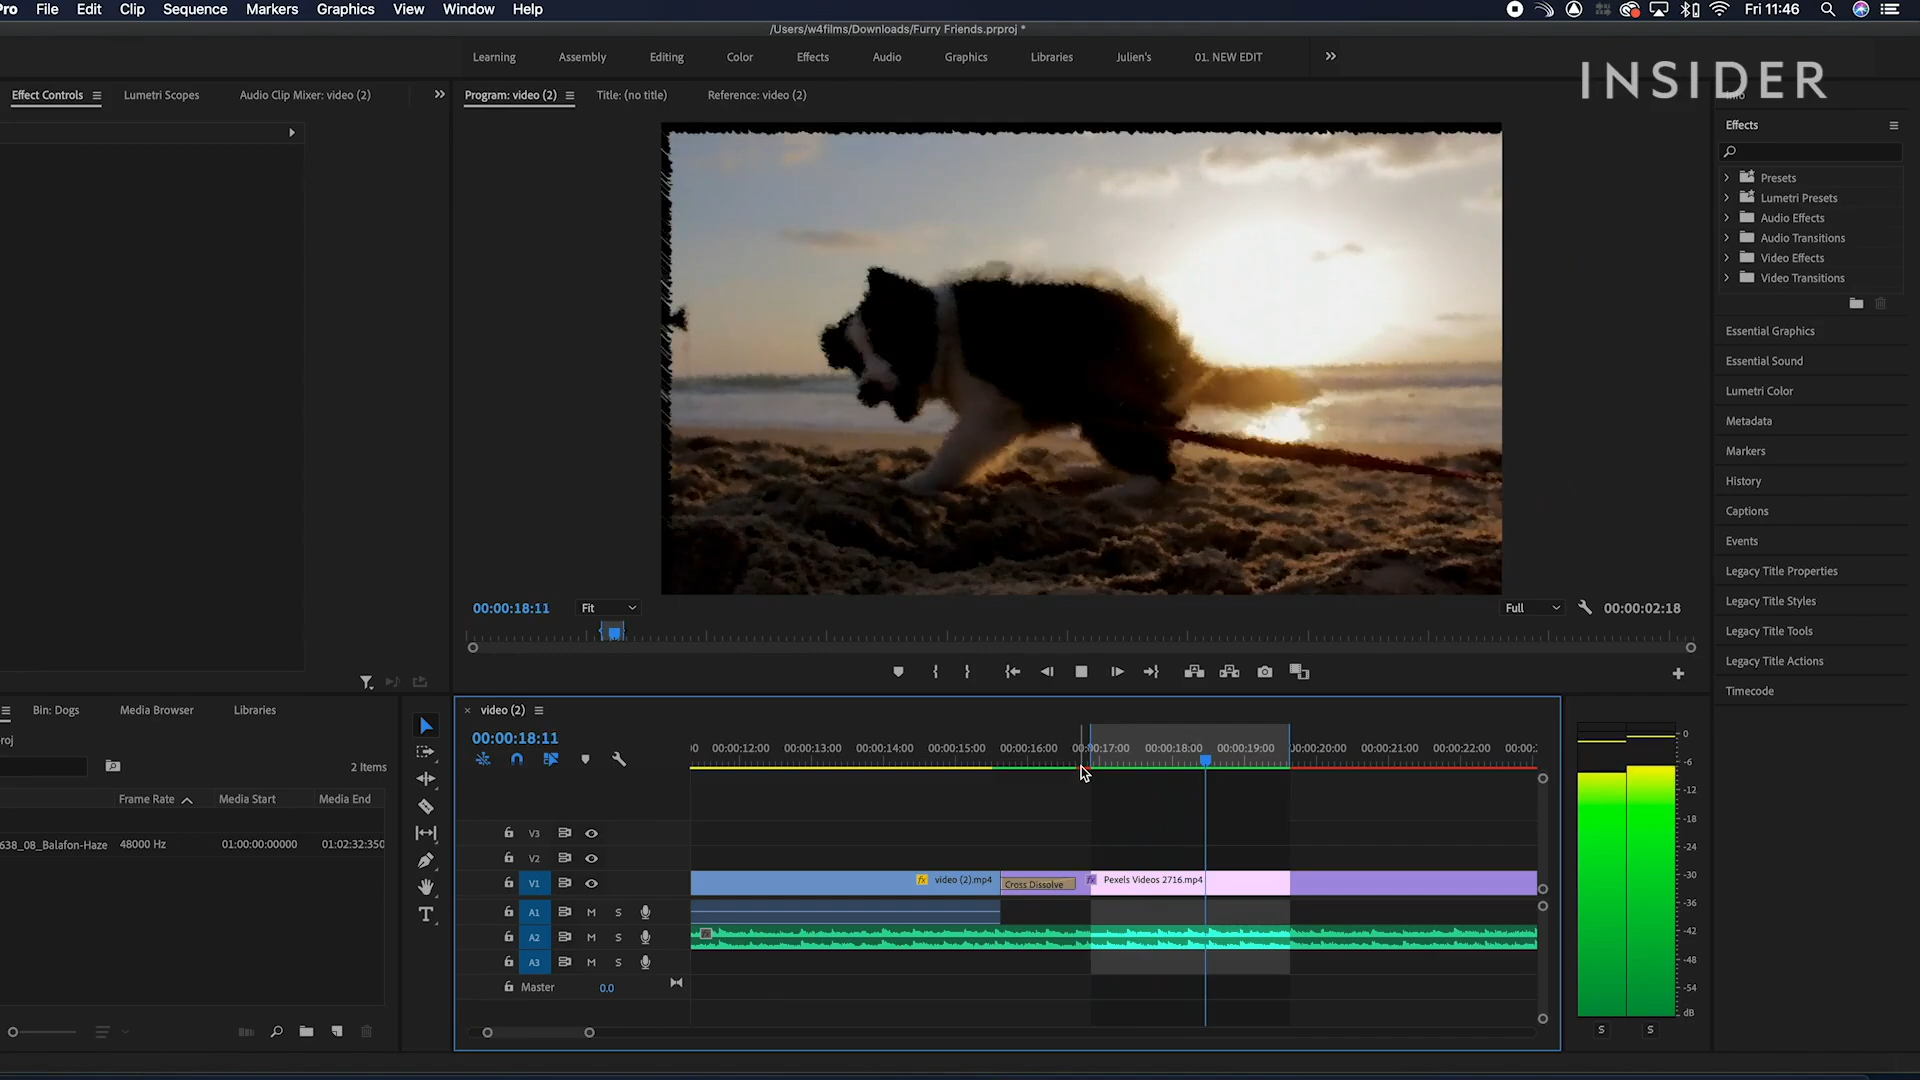 Pro File Edit Clip Sequence Markers Graphics View Window Help Fri 11:46
/Users/w4films/Downloads/Furry Friends.prproj *
Learning Assembly Editing Color Effects Audio Graphics Libraries Julien's 01. NEW EDIT
INSIDER
Effect Controls Lumetri Scopes Audio Clip Mixer: video (2)
Program: video (2) Title: (no title) Reference: video (2)
Info
Effects
Presets
Lumetri Presets
Audio Effects
Audio Transitions
Video Effects
Video Transitions
Essential Graphics
Essential Sound
Lumetri Color
Metadata
Markers
History
Captions
Events
Legacy Title Properties
Legacy Title Styles
Legacy Title Tools
Legacy Title Actions
Timecode
00:00:18:11 Fit Full 00:00:02:18
Bin: Dogs Media Browser Libraries
roj
2 Items
Frame Rate Media Start Media End
638_08_Balafon-Haze 48000 Hz 01:00:00:00000 01:02:32:350
video (2)
00:00:18:11
00 00:00:12:00 00:00:13:00 00:00:14:00 00:00:15:00 00:00:16:00 00:00:17:00 00:00:18:00 00:00:19:00 00:00:20:00 00:00:21:00 00:00:22:00 00:00:2
V3
V2
V1 fx video (2).mp4 Cross Dissolve fx Pexels Videos 2716.mp4
A1 M S
A2 M S fx
A3 M S
Master 0.0
0
-6
-12
-18
-24
-30
-36
-42
-48
-54
dB
S S